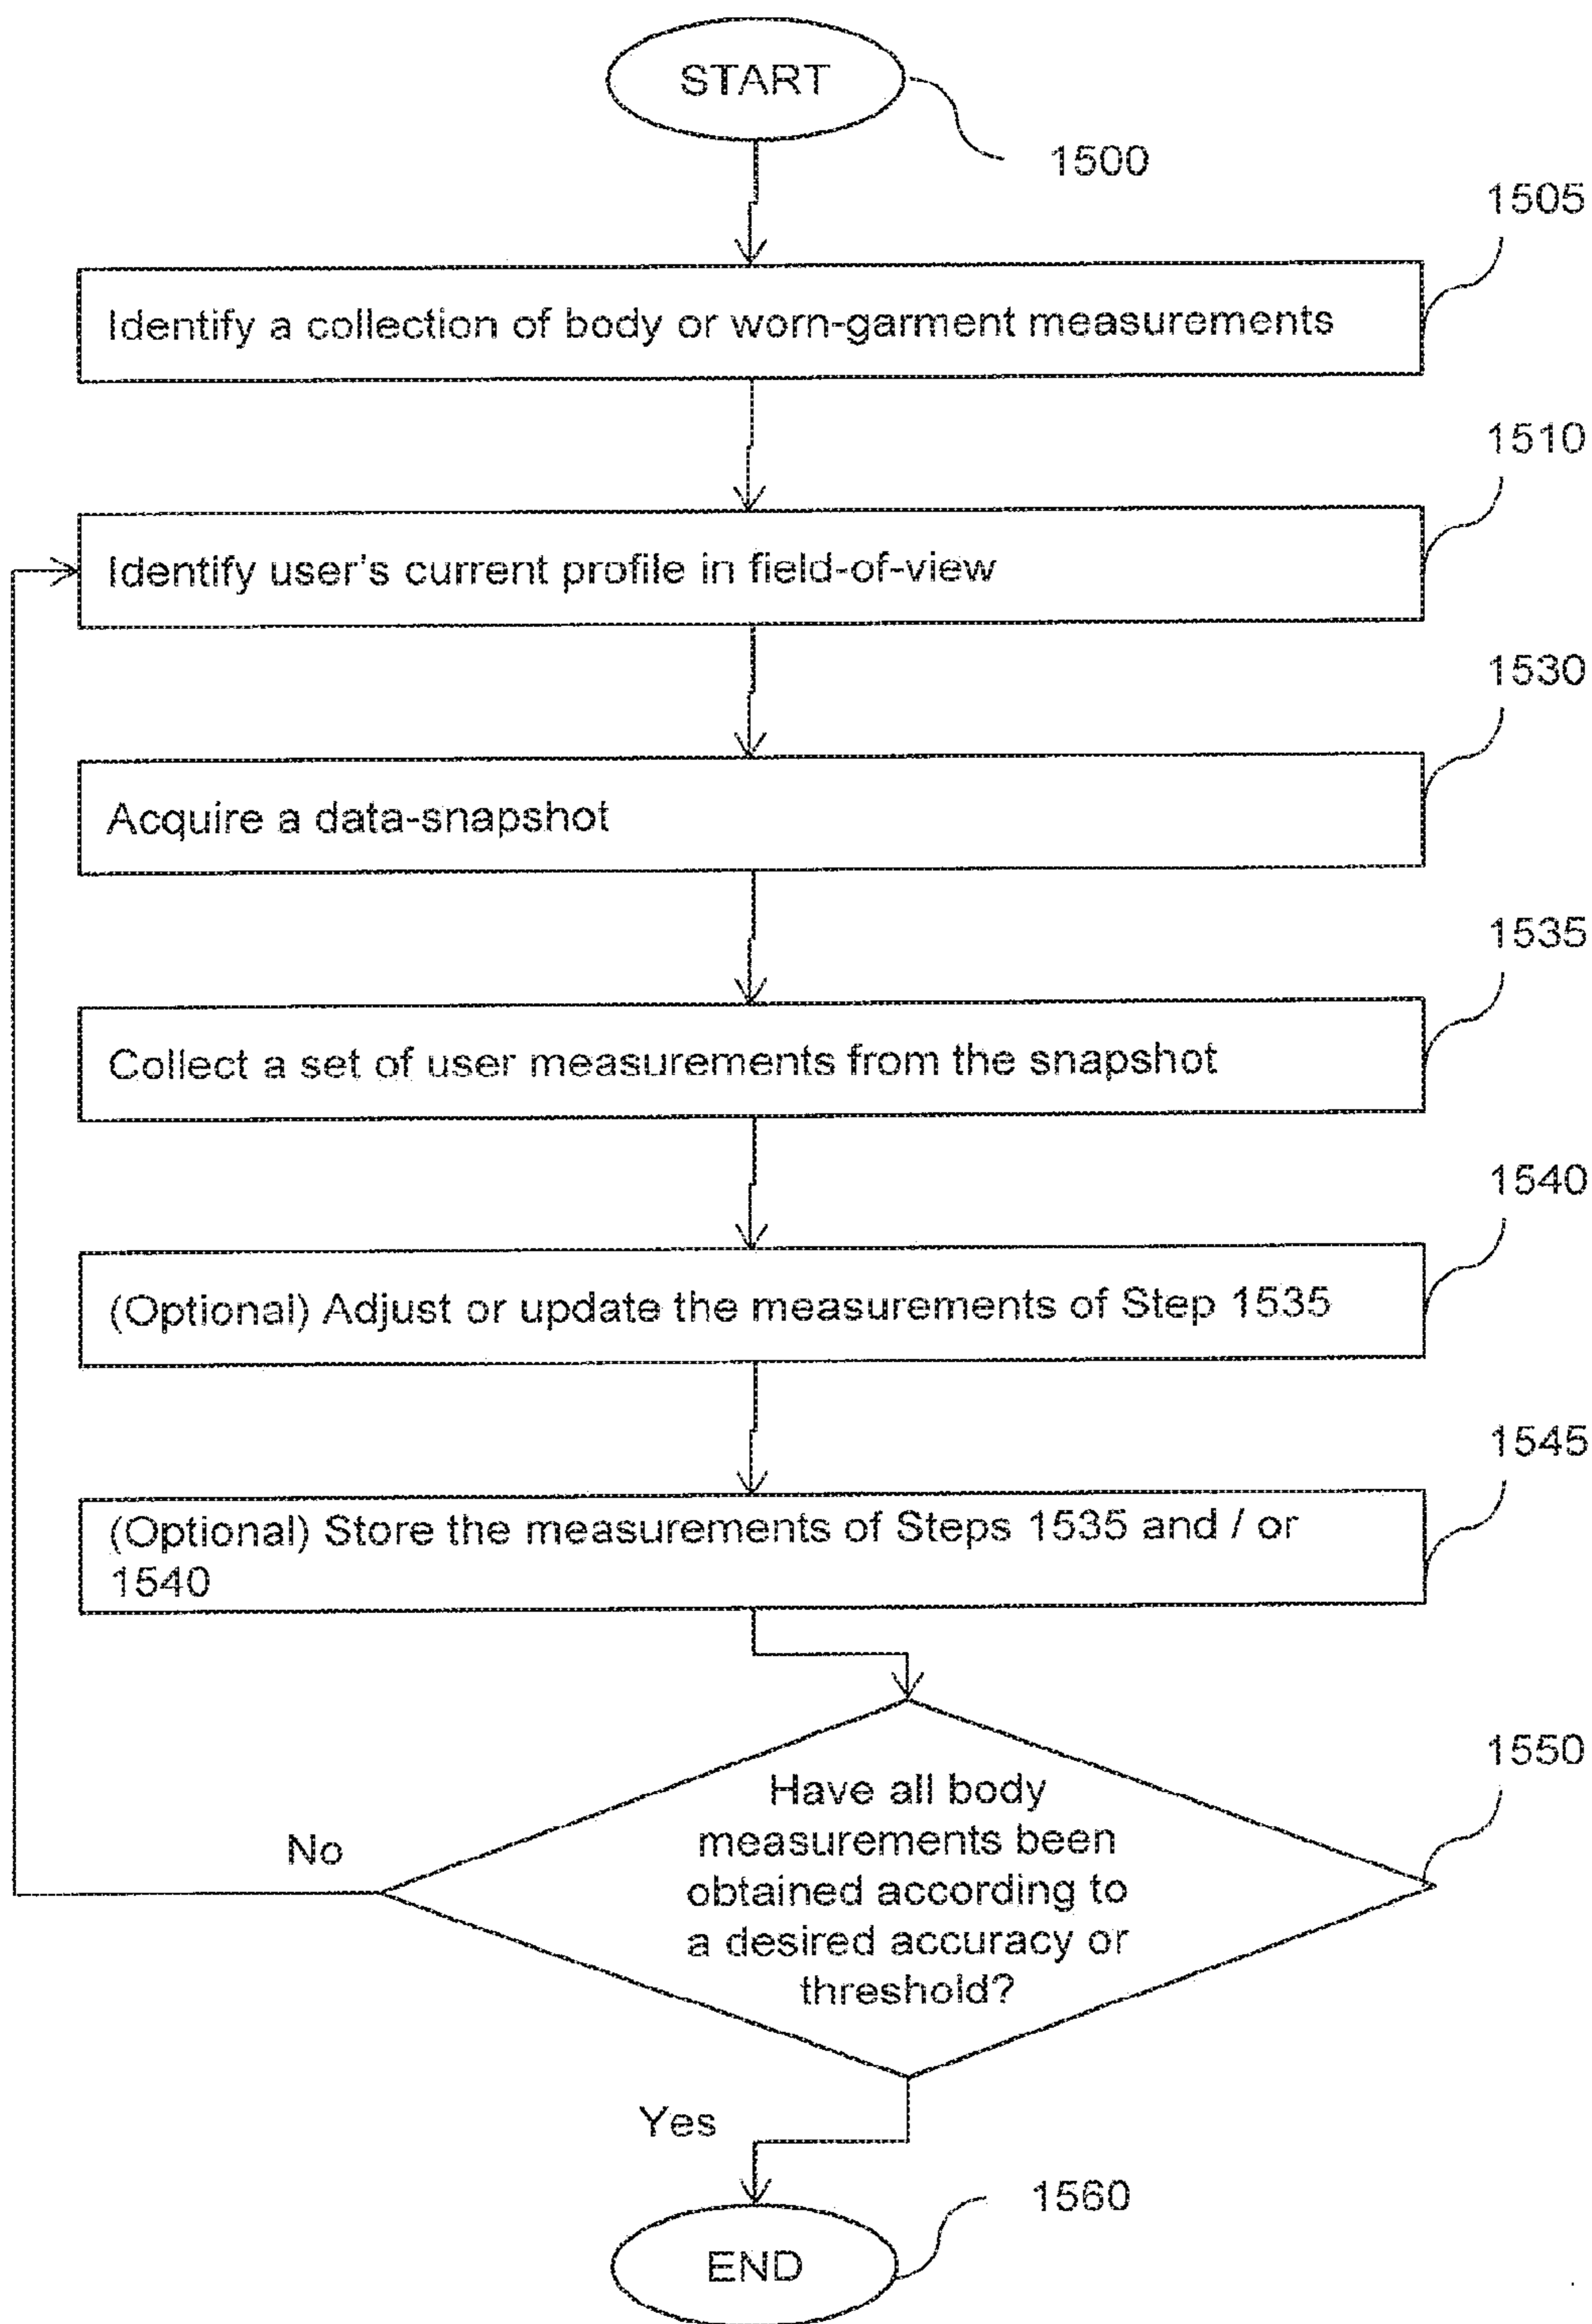 START
1500
1505
Identify a collection of body or worn-garment measurements
1510
Identify user's current profile in field-of-view
1530
Acquire a data-snapshot
1535
Collect a set of user measurements from the snapshot
1540
(Optional) Adjust or update the measurements of Step 1535
1545
(Optional) Store the measurements of Steps 1535 and / or
1540
1550
Have all body
measurements been
obtained according to
a desired accuracy or
threshold?
No
Yes
1560
END